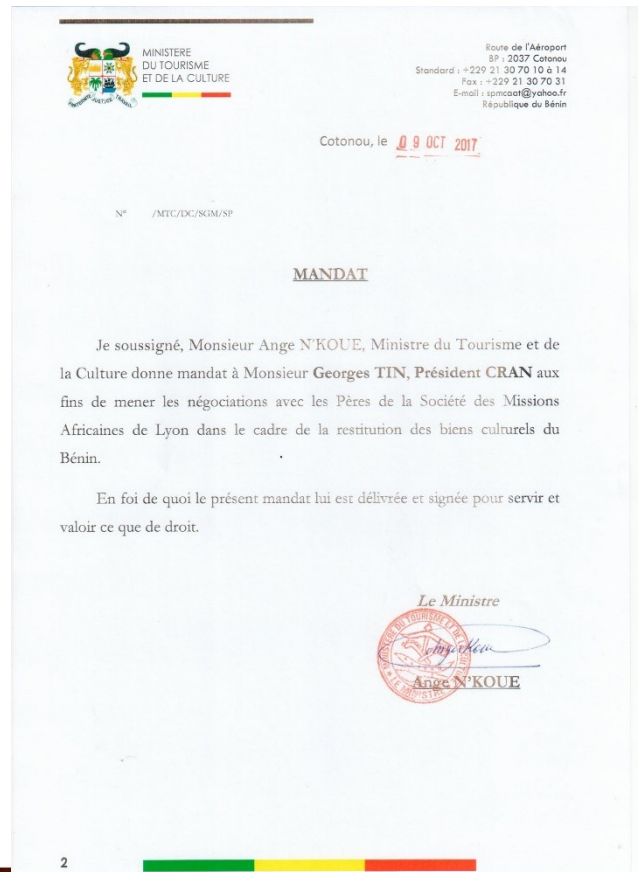 MINISTERE
DU TOURISME
ET DE LA CULTURE
Route de l'Aéroport
BP : 2037 Cotonou
Standard : +229 21 30 70 10 à 14
Fax : +229 21 30 70 31
E-mail : spmcaat@yahoo.fr
République du Bénin
Cotonou, le 09 OCT 2017
N° /MTC/DC/SGM/SP
MANDAT
Je soussigné, Monsieur Ange N'KOUE, Ministre du Tourisme et de
la Culture donne mandat à Monsieur Georges TIN, Président CRAN aux
fins de mener les négociations avec les Pères de la Société des Missions
Africaines de Lyon dans le cadre de la restitution des biens culturels du
Bénin.
En foi de quoi le présent mandat lui est délivrée et signée pour servir et
valoir ce que de droit.
Le Ministre
Ange N'KOUE
2